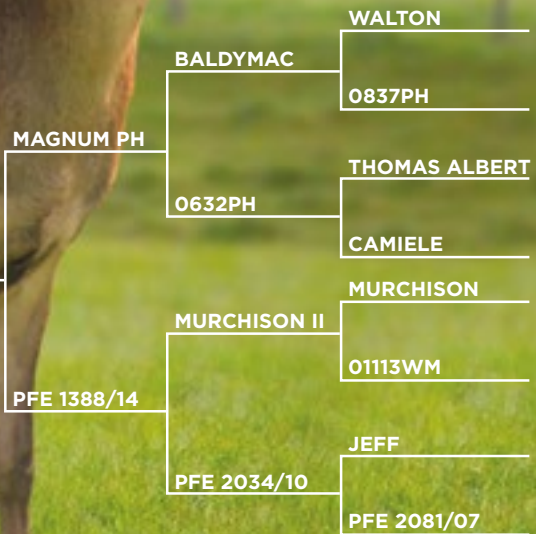 WALTON
BALDYMAC
0837PH
MAGNUM PH
THOMAS ALBERT
0632PH
CAMIELE
MURCHISON
MURCHISON II
01113WM
PFE 1388/14
JEFF
PFE 2034/10
PFE 2081/07